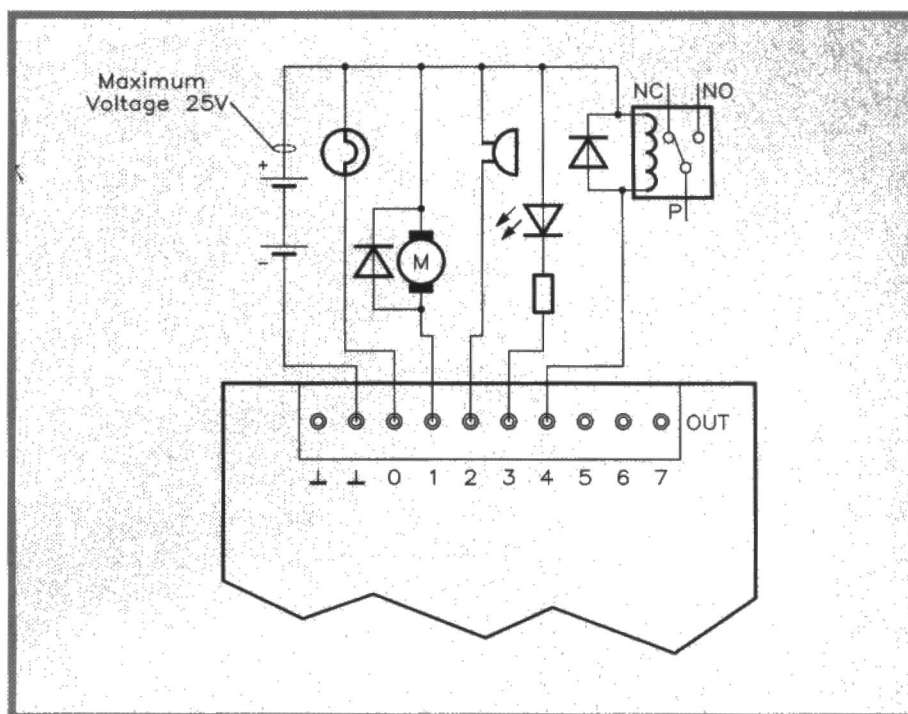 Maximum
Voltage 25V
+
-
NC NO
P
M
OUT
⊥ ⊥ 0 1 2 3 4 5 6 7